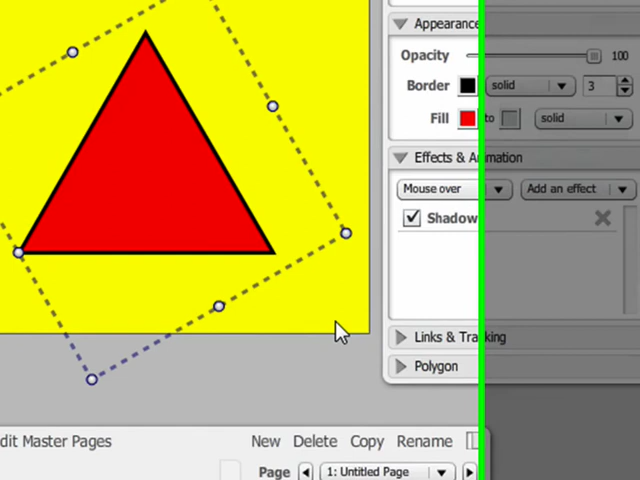 Appearance
Opacity 100
Border solid 3
Fill to solid
Effects & Animation
Mouse over Add an effect
Shadow
Links & Tracking
Polygon
dit Master Pages New Delete Copy Rename
Page 1: Untitled Page